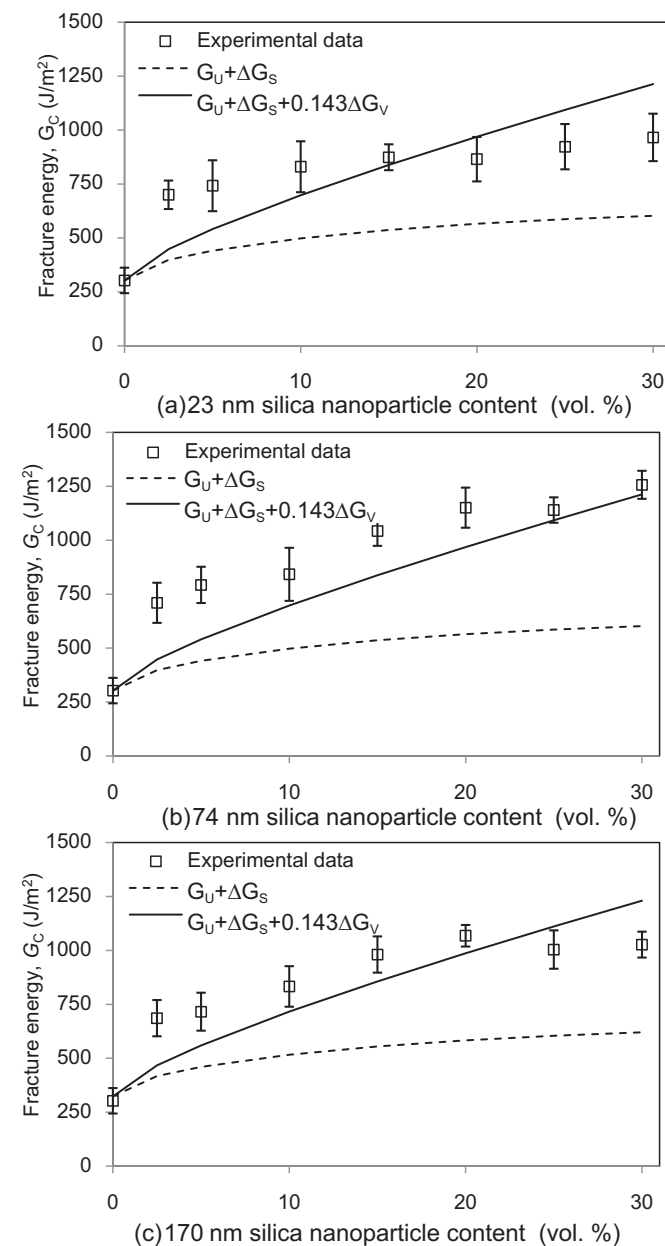 1500
1250
1000
750
500
250
0
Fracture energy, G_C (J/m²)
Experimental data
G_U+ΔG_S
G_U+ΔG_S+0.143ΔG_V
0 10 20 30
(a)23 nm silica nanoparticle content (vol. %)
1500
1250
1000
750
500
250
0
Fracture energy, G_C (J/m²)
Experimental data
G_U+ΔG_S
G_U+ΔG_S+0.143ΔG_V
0 10 20 30
(b)74 nm silica nanoparticle content (vol. %)
1500
1250
1000
750
500
250
0
Fracture energy, G_C (J/m²)
Experimental data
G_U+ΔG_S
G_U+ΔG_S+0.143ΔG_V
0 10 20 30
(c)170 nm silica nanoparticle content (vol. %)